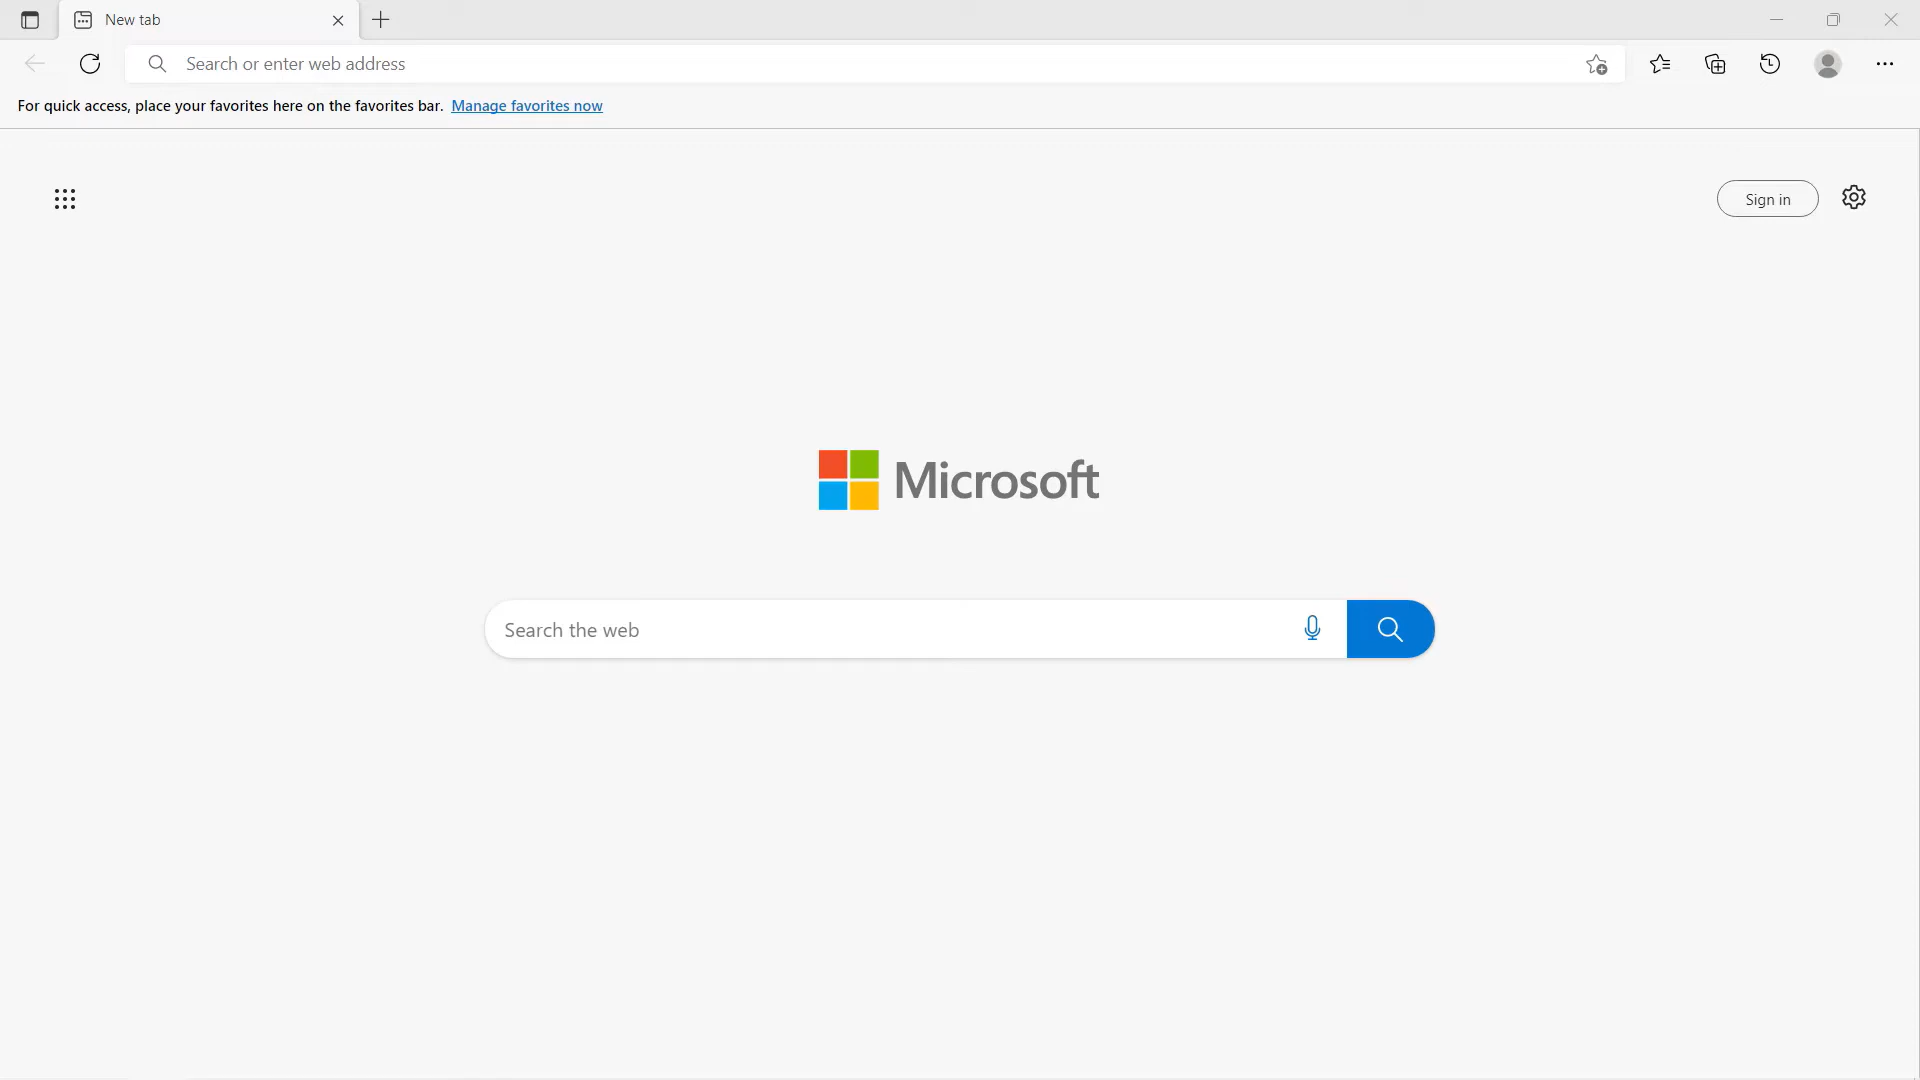 New tab
Search or enter web address
For quick access, place your favorites here on the favorites bar. Manage favorites now
Sign in
Microsoft
Search the web